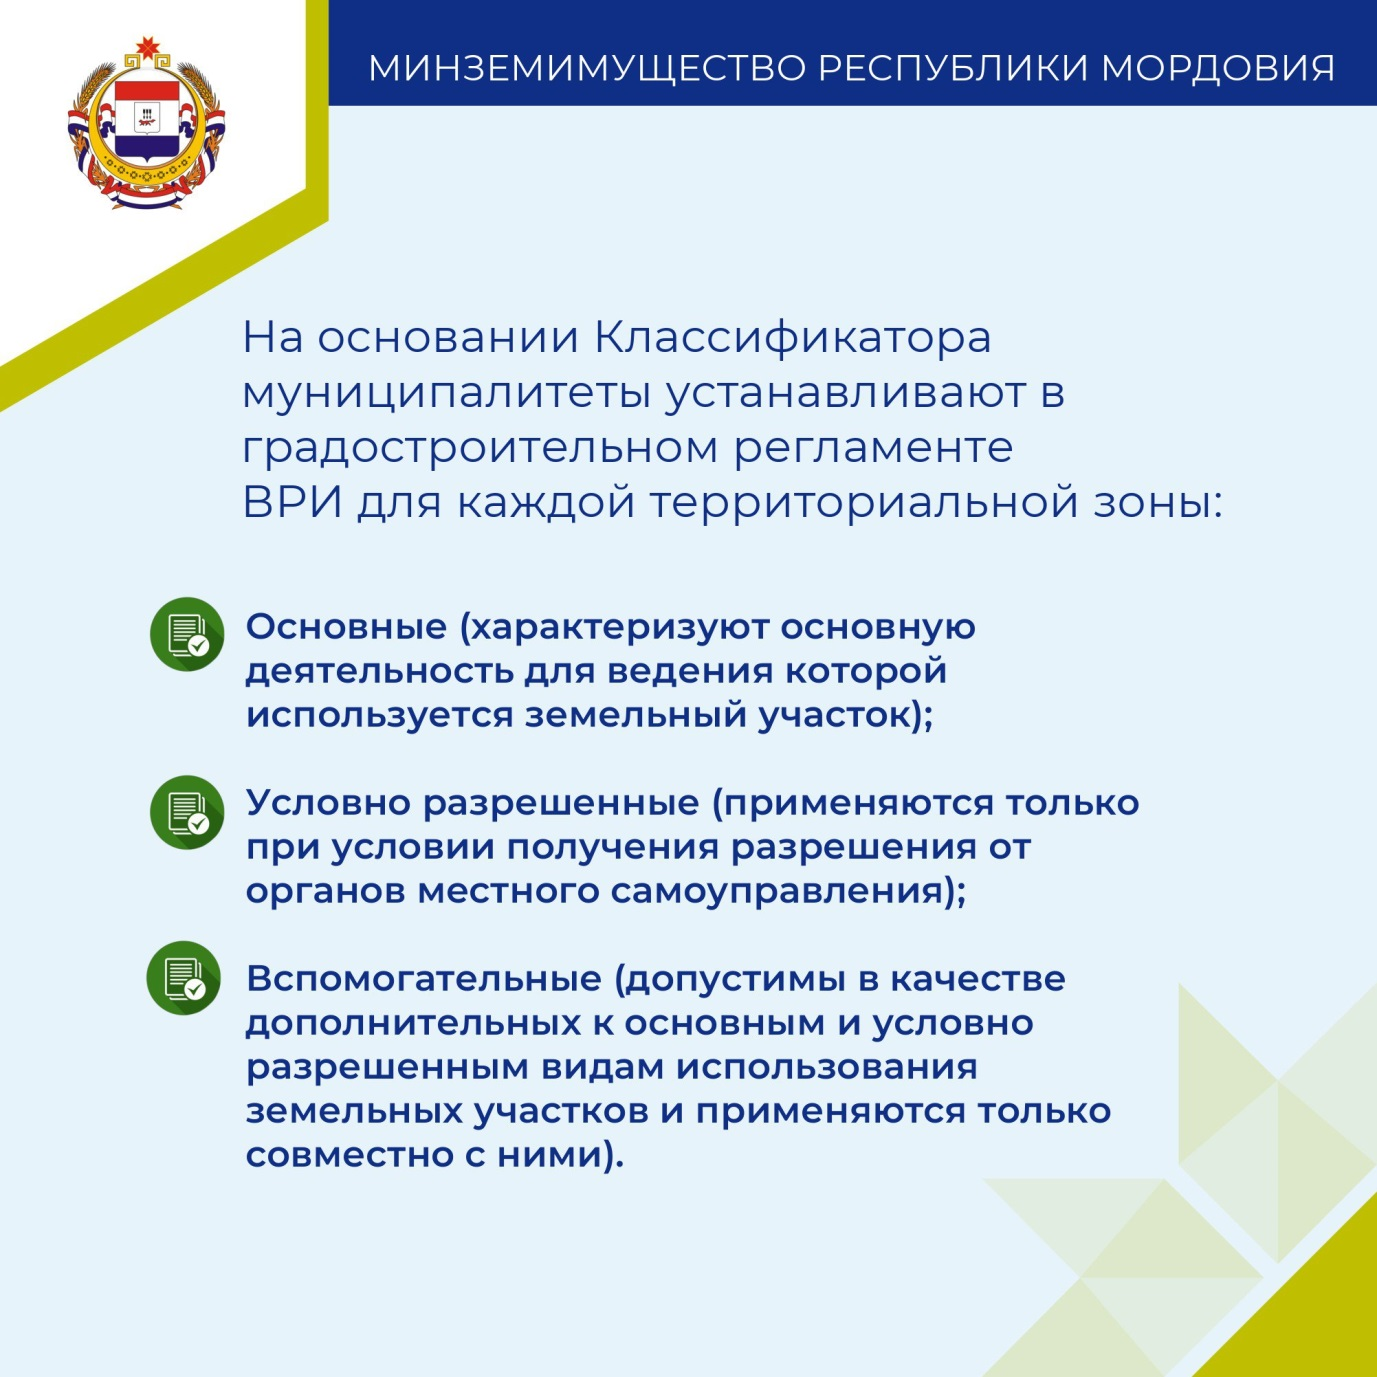 МИНЗЕМИМУЩЕСТВО РЕСПУБЛИКИ МОРДОВИЯ
На основании Классификатора
муниципалитеты устанавливают в
градостроительном регламенте
ВРИ для каждой территориальной зоны:
Основные (характеризуют основную
деятельность для ведения которой
используется земельный участок);
Условно разрешенные (применяются только
при условии получения разрешения от
органов местного самоуправления);
Вспомогательные (допустимы в качестве
дополнительных к основным и условно
разрешенным видам использования
земельных участков и применяются только
совместно с ними).